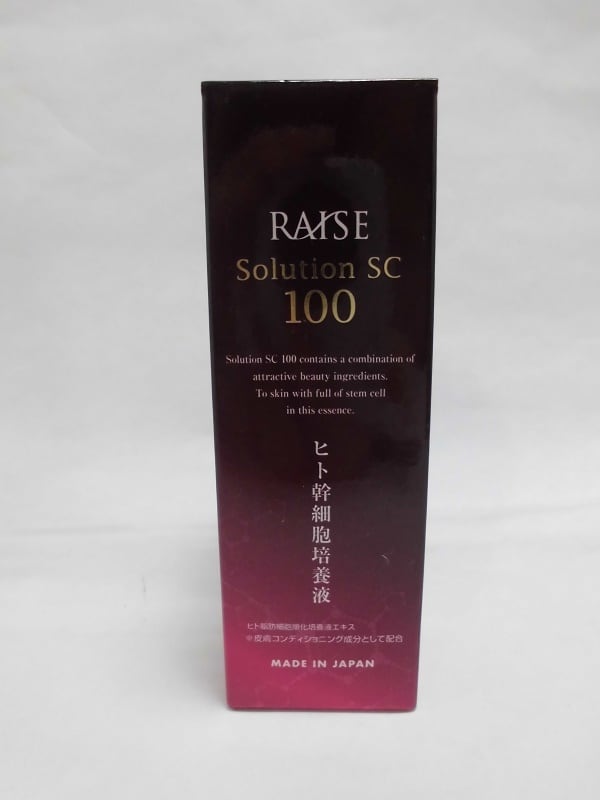 RAISE
Solution SC
100
Solution SC 100 contains a combination of
attractive beauty ingredients.
To skin with full of stem cell
in this essence.
ヒト幹細胞培養液
ヒト脂肪細胞順化培養液エキス
※皮膚コンディショニング成分として配合
MADE IN JAPAN